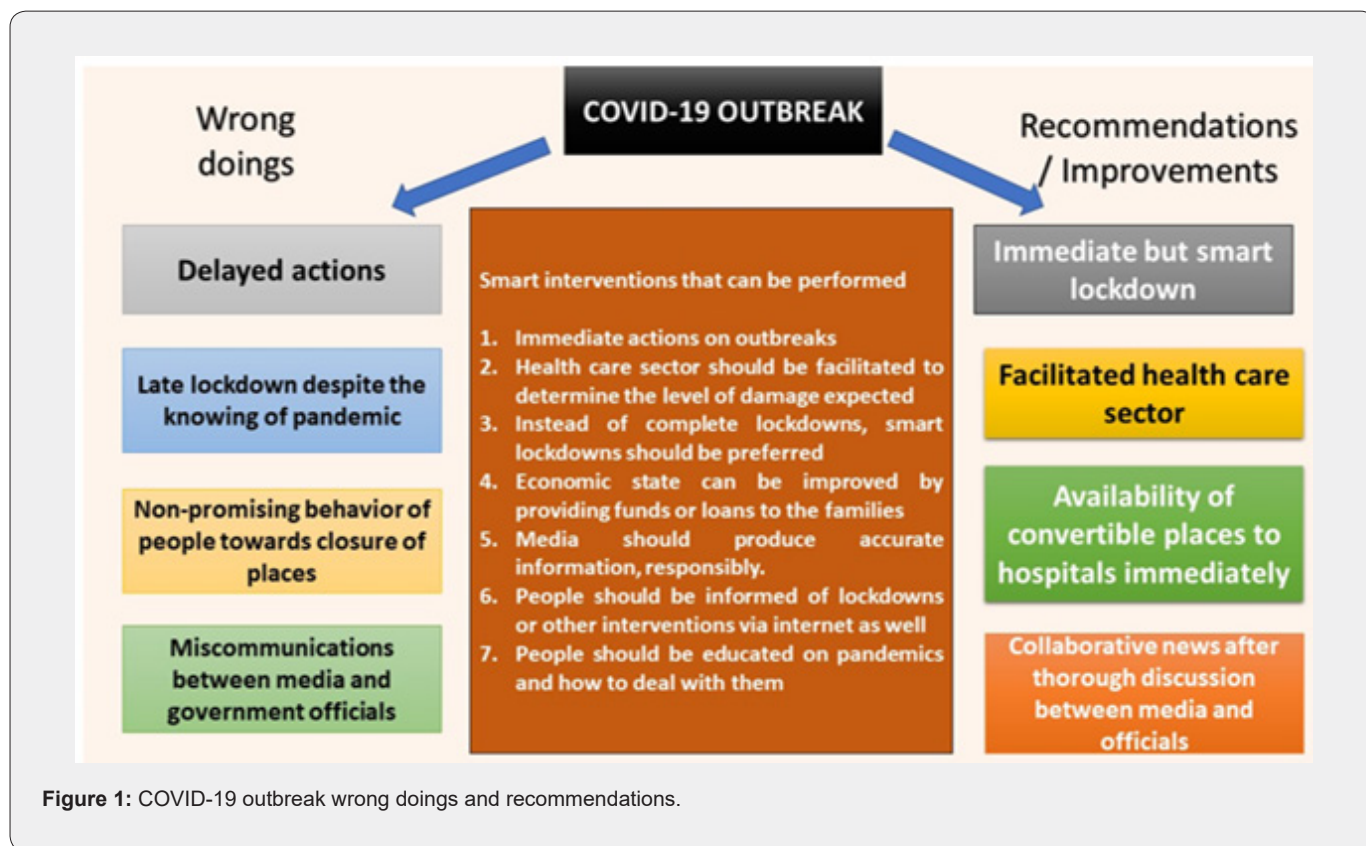 COVID-19 OUTBREAK
Wrong
doings
Delayed actions
Late lockdown despite the
knowing of pandemic
Non-promising behavior of
people towards closure of
places
Miscommunications
between media and
government officials
Smart interventions that can be performed
1. Immediate actions on outbreaks
2. Health care sector should be facilitated to
determine the level of damage expected
3. Instead of complete lockdowns, smart
lockdowns should be preferred
4. Economic state can be improved by
providing funds or loans to the families
5. Media should produce accurate
information, responsibly.
6. People should be informed of lockdowns
or other interventions via internet as well
7. People should be educated on pandemics
and how to deal with them
Recommendations
/ Improvements
Immediate but smart
lockdown
Facilitated health care
sector
Availability of
convertible places to
hospitals immediately
Collaborative news after
thorough discussion
between media and
officials
Figure 1: COVID-19 outbreak wrong doings and recommendations.